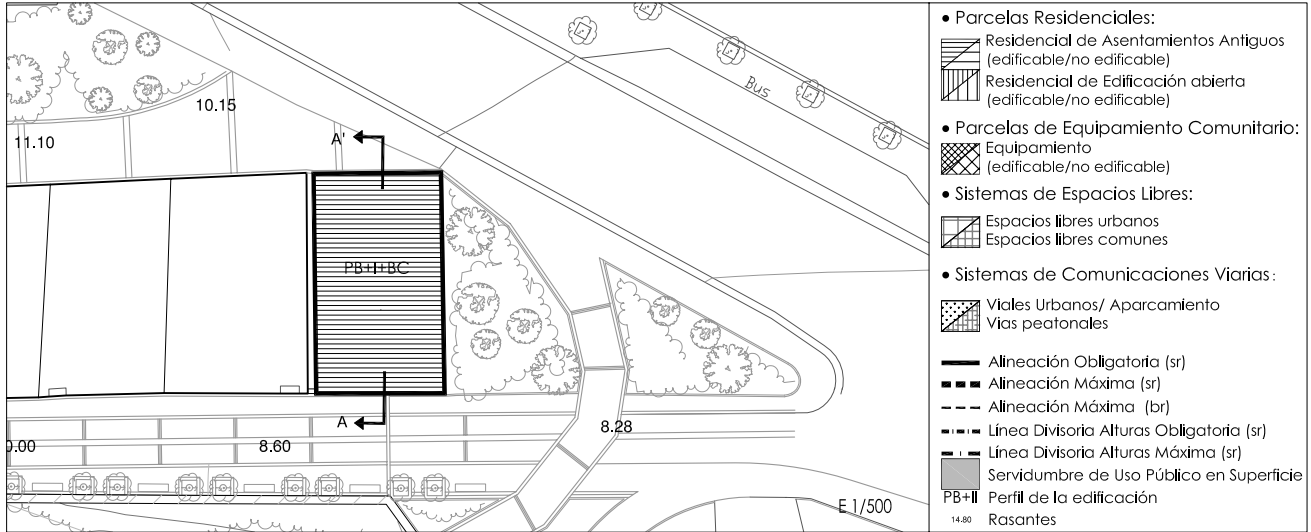 Bus
10.15
11.10
A'
PB+I+BC
A
8.60
8.28
E 1/500
• Parcelas Residenciales:
Residencial de Asentamientos Antiguos
(edificable/no edificable)
Residencial de Edificación abierta
(edificable/no edificable)
• Parcelas de Equipamiento Comunitario:
Equipamiento
(edificable/no edificable)
• Sistemas de Espacios Libres:
Espacios libres urbanos
Espacios libres comunes
• Sistemas de Comunicaciones Viarias:
Viales Urbanos/ Aparcamiento
Vias peatonales
Alineación Obligatoria (sr)
Alineación Máxima (sr)
Alineación Máxima (br)
Línea Divisoria Alturas Obligatoria (sr)
Línea Divisoria Alturas Máxima (sr)
Servidumbre de Uso Público en Superficie
PB+II Perfil de la edificación
14.80 Rasantes